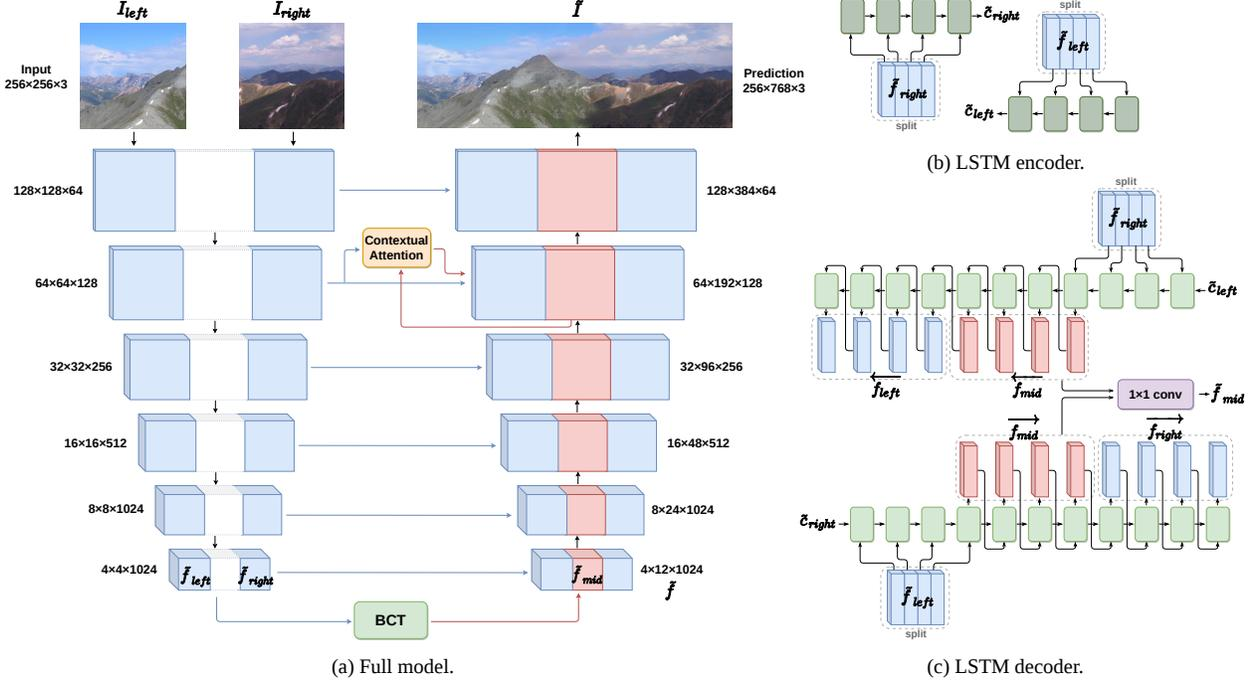 I_left
I_right
Ĩ
Input
256×256×3
Prediction
256×768×3
128×128×64
128×384×64
Contextual
Attention
64×64×128
64×192×128
32×32×256
32×96×256
16×16×512
16×48×512
8×8×1024
8×24×1024
4×4×1024
f̃_left
f̃_right
f̃_mid
4×12×1024
f̃
BCT
(a) Full model.
c̃_right
f̃_right
split
split
f̃_left
c̃_left
(b) LSTM encoder.
split
f̃_right
c̃_left
f_left
f_mid
1×1 conv
f̃_mid
f_mid
f_right
c̃_right
f̃_left
split
(c) LSTM decoder.